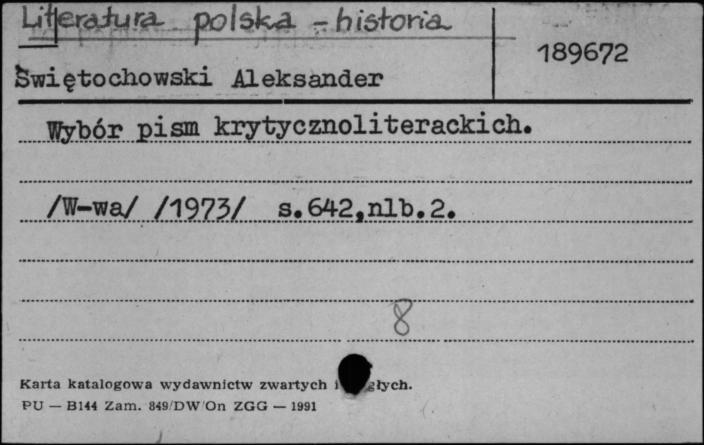 Literatura polska - historia
189672
Świętochowski Aleksander
Wybór pism krytycznoliterackich.
/W-wa/ /1973/ s.642,nlb.2.
8
Karta katalogowa wydawnictw zwartych
PU — B144 Zam. 849/DW/On ZGG — 1991